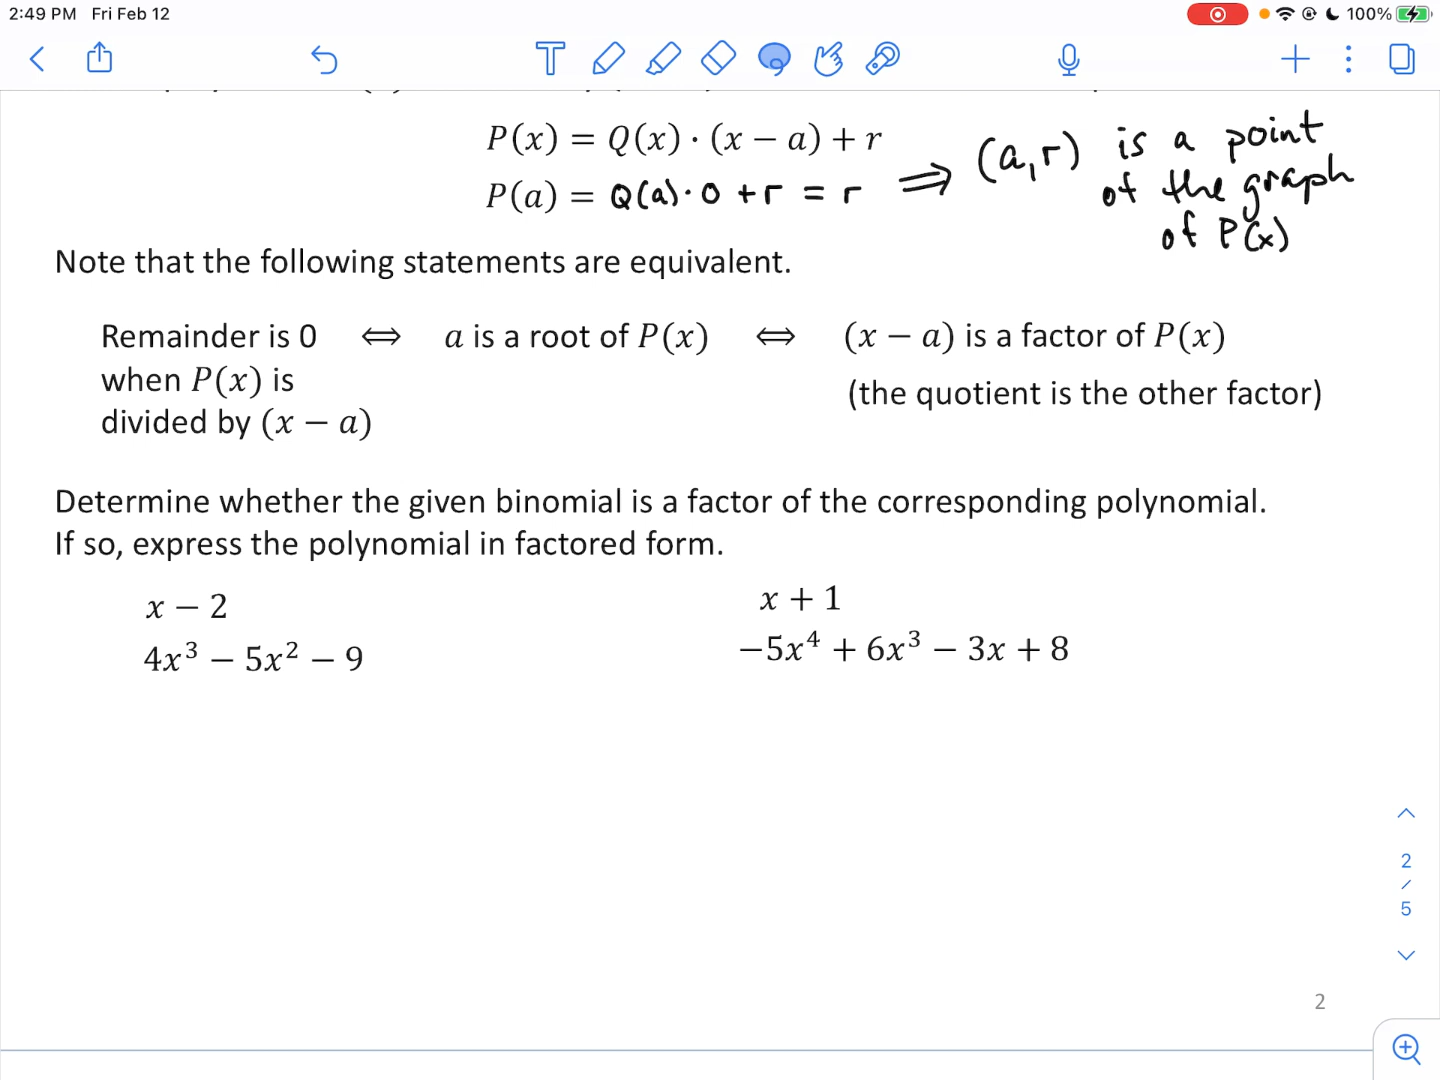 2:49 PM Fri Feb 12
100%
P(x) = Q(x) · (x − a) + r
P(a) = Q(a) · 0 + r = r ⟹ (a,r) is a point
of the graph
of P(x)
Note that the following statements are equivalent.
Remainder is 0 ⟺ a is a root of P(x) ⟺ (x − a) is a factor of P(x)
when P(x) is
(the quotient is the other factor)
divided by (x − a)
Determine whether the given binomial is a factor of the corresponding polynomial.
If so, express the polynomial in factored form.
x − 2
4x³ − 5x² − 9
x + 1
−5x⁴ + 6x³ − 3x + 8
2
/
5
2